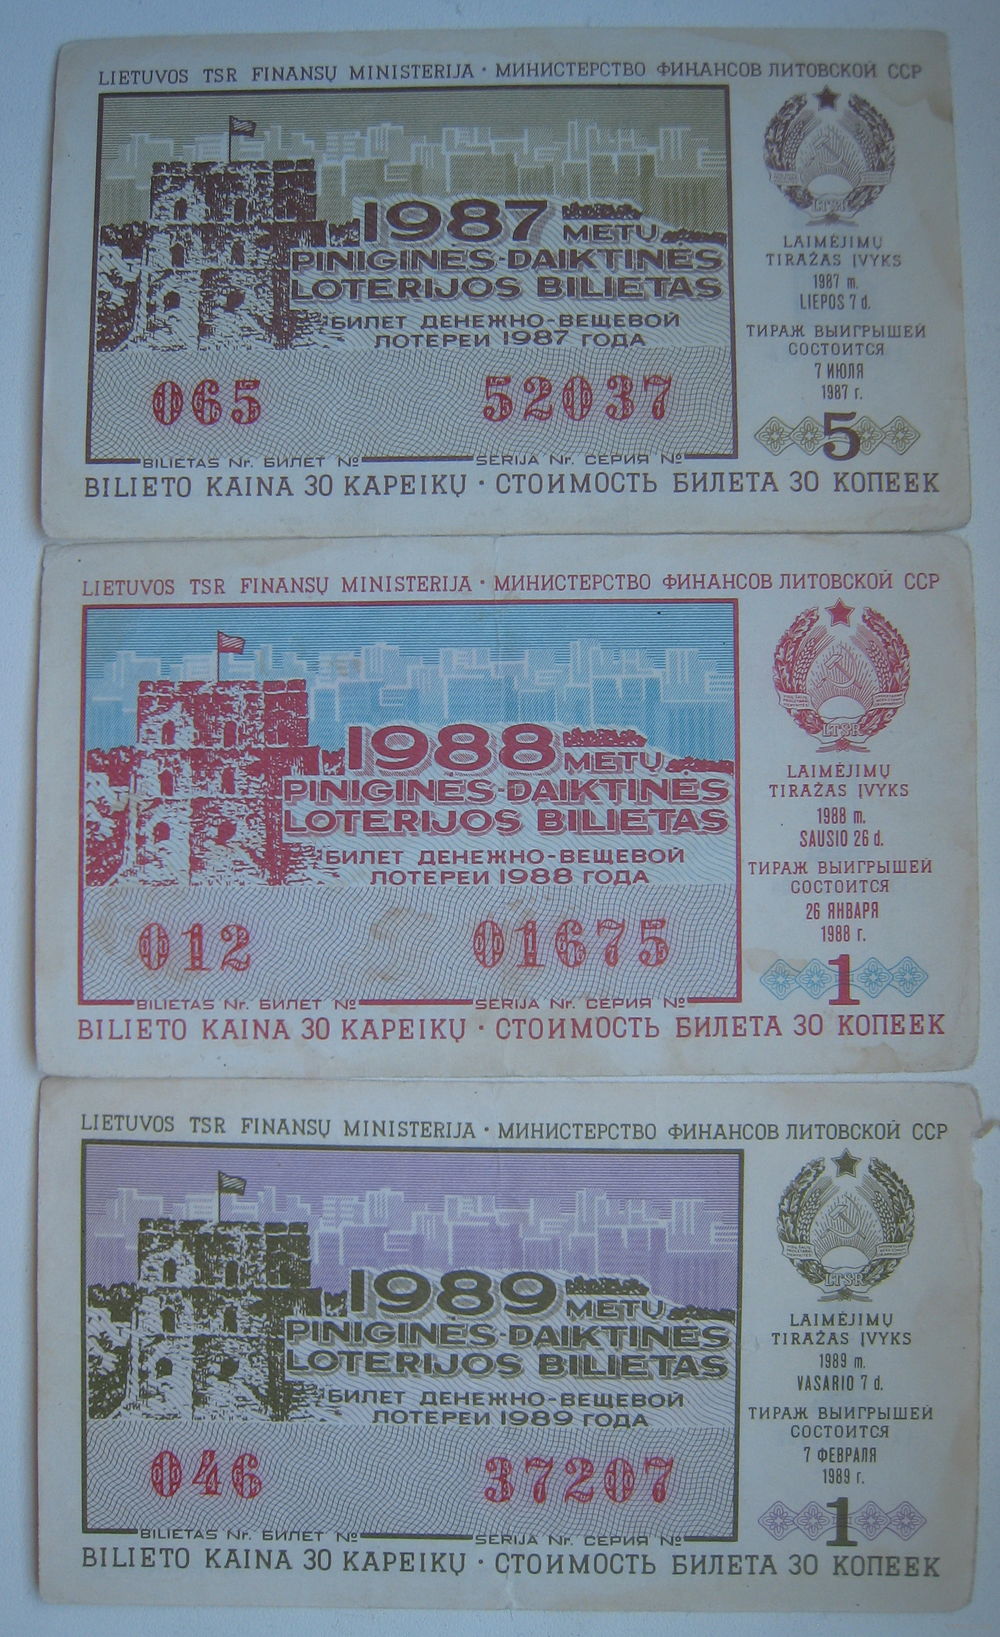 LIETUVOS TSR FINANSŲ MINISTERIJA · МИНИСТЕРСТВО ФИНАНСОВ ЛИТОВСКОЙ ССР
1987 METŲ
PINIGINĖS-DAIKTINĖS
LOTERIJOS BILIETAS
БИЛЕТ ДЕНЕЖНО-ВЕЩЕВОЙ
ЛОТЕРЕИ 1987 ГОДА
065 52037
BILIETAS Nr. БИЛЕТ № SERIJA Nr. СЕРИЯ №
LTSR
LAIMĖJIMŲ
TIRAŽAS ĮVYKS
1987 m.
LIEPOS 7 d.
ТИРАЖ ВЫИГРЫШЕЙ
СОСТОИТСЯ
7 ИЮЛЯ
1987 г.
5
BILIETO KAINA 30 KAPEIKŲ · СТОИМОСТЬ БИЛЕТА 30 КОПЕЕК
LIETUVOS TSR FINANSŲ MINISTERIJA · МИНИСТЕРСТВО ФИНАНСОВ ЛИТОВСКОЙ ССР
1988 METŲ
PINIGINĖS-DAIKTINĖS
LOTERIJOS BILIETAS
БИЛЕТ ДЕНЕЖНО-ВЕЩЕВОЙ
ЛОТЕРЕИ 1988 ГОДА
012 01675
BILIETAS Nr. БИЛЕТ № SERIJA Nr. СЕРИЯ №
LTSR
LAIMĖJIMŲ
TIRAŽAS ĮVYKS
1988 m.
SAUSIO 26 d.
ТИРАЖ ВЫИГРЫШЕЙ
СОСТОИТСЯ
26 ЯНВАРЯ
1988 г.
1
BILIETO KAINA 30 KAPEIKŲ · СТОИМОСТЬ БИЛЕТА 30 КОПЕЕК
LIETUVOS TSR FINANSŲ MINISTERIJA · МИНИСТЕРСТВО ФИНАНСОВ ЛИТОВСКОЙ ССР
1989 METŲ
PINIGINĖS-DAIKTINĖS
LOTERIJOS BILIETAS
БИЛЕТ ДЕНЕЖНО-ВЕЩЕВОЙ
ЛОТЕРЕИ 1989 ГОДА
046 37207
BILIETAS Nr. БИЛЕТ № SERIJA Nr. СЕРИЯ №
LTSR
LAIMĖJIMŲ
TIRAŽAS ĮVYKS
1989 m.
VASARIO 7 d.
ТИРАЖ ВЫИГРЫШЕЙ
СОСТОИТСЯ
7 ФЕВРАЛЯ
1989 г.
1
BILIETO KAINA 30 KAPEIKŲ · СТОИМОСТЬ БИЛЕТА 30 КОПЕЕК